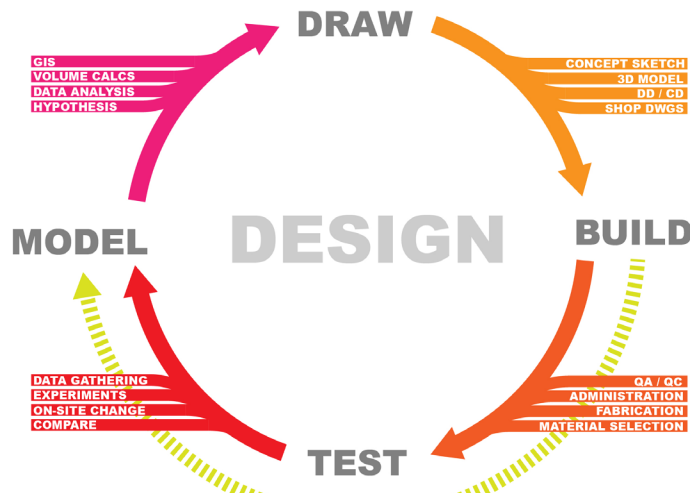 DRAW
GIS
VOLUME CALCS
DATA ANALYSIS
HYPOTHESIS
CONCEPT SKETCH
3D MODEL
DD / CD
SHOP DWGS
MODEL
DESIGN
BUILD
DATA GATHERING
EXPERIMENTS
ON-SITE CHANGE
COMPARE
QA / QC
ADMINISTRATION
FABRICATION
MATERIAL SELECTION
TEST